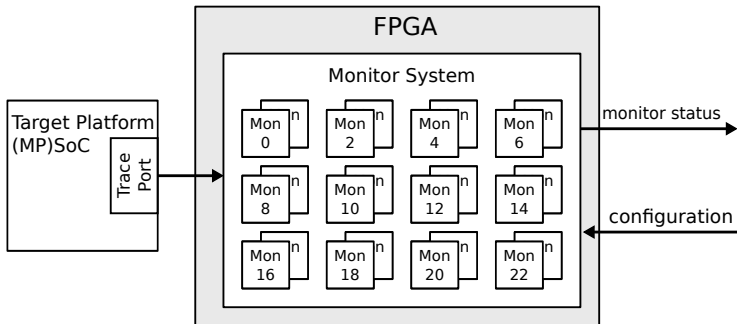 FPGA
Monitor System
Target Platform
(MP)SoC
Trace
Port
n
n
n
n
Mon
0
Mon
2
Mon
4
Mon
6
n
n
n
n
Mon
8
Mon
10
Mon
12
Mon
14
n
n
n
n
Mon
16
Mon
18
Mon
20
Mon
22
monitor status
configuration